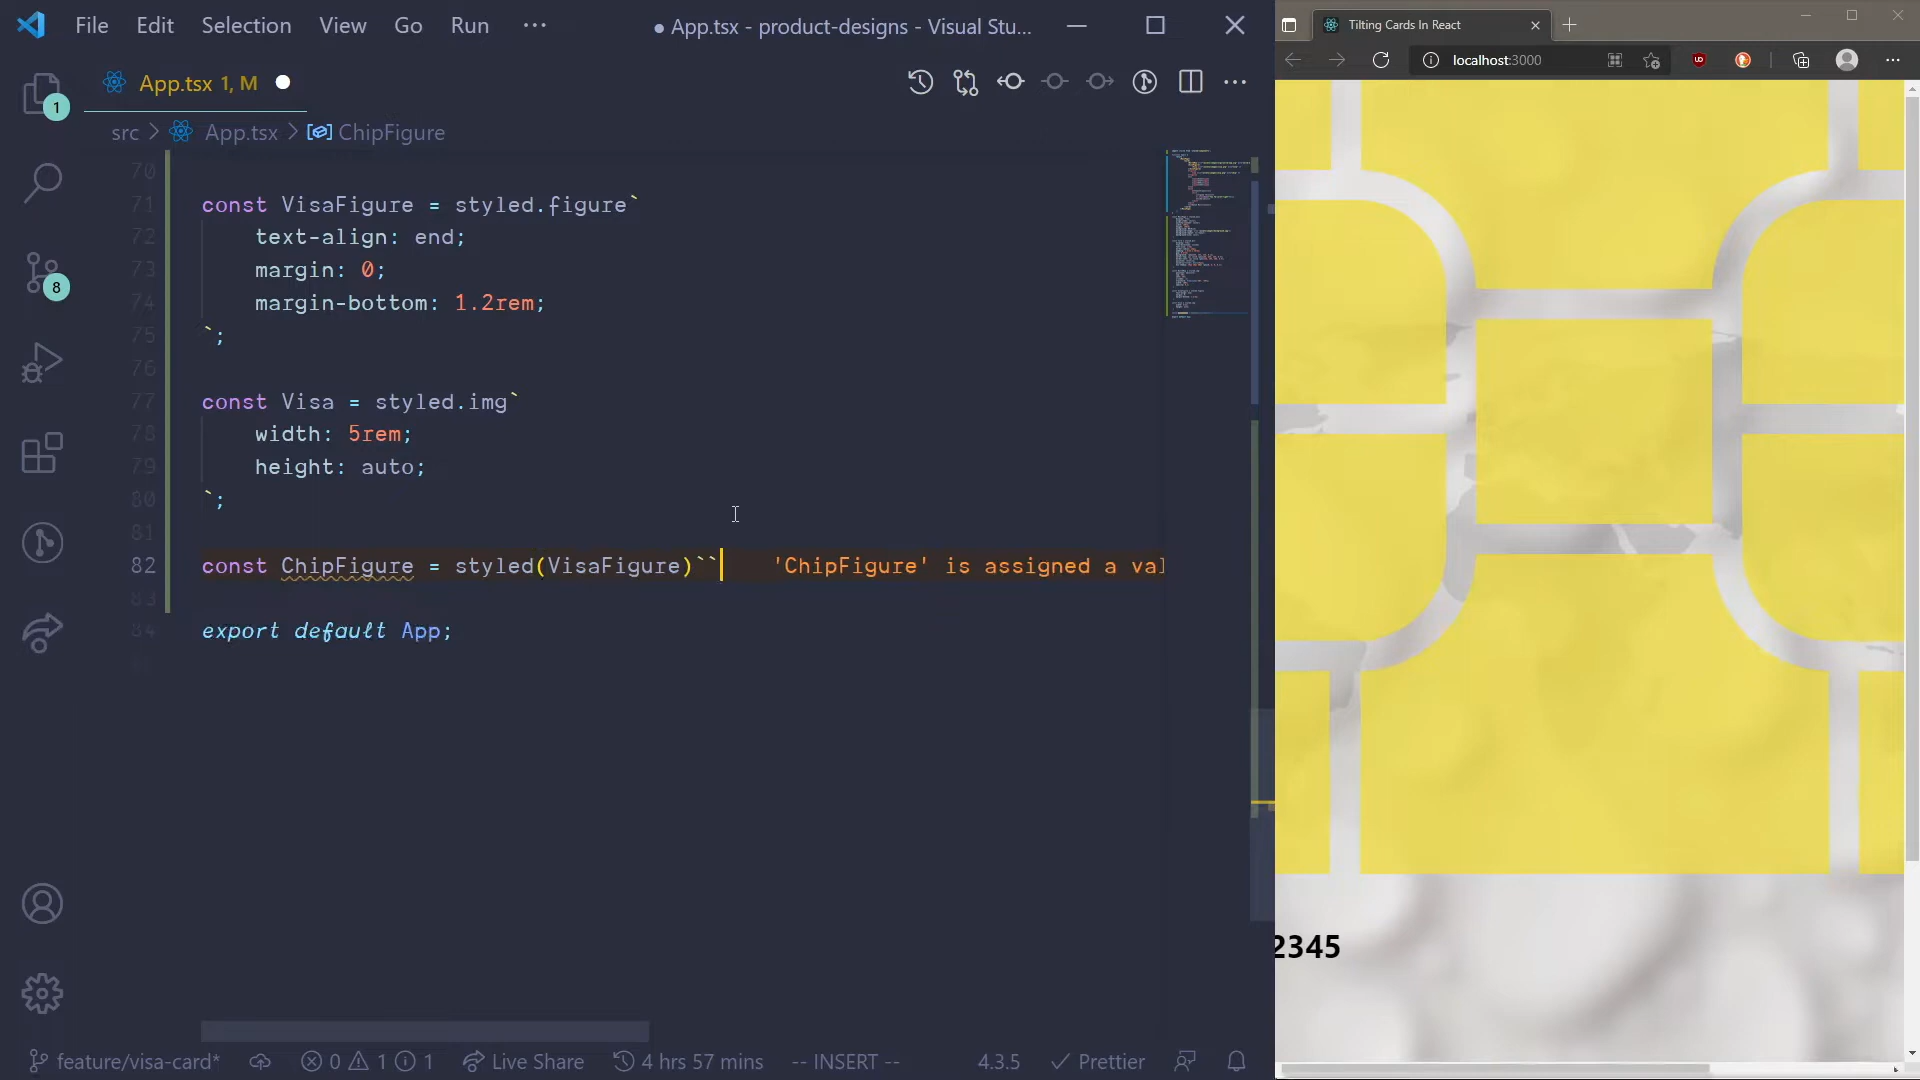 File Edit Selection View Go Run ···
● App.tsx - product-designs - Visual Stu...
Tilting Cards In React
localhost:3000
App.tsx 1, M
src > App.tsx > ChipFigure
1
8
70
71 const VisaFigure = styled.figure`
72 text-align: end;
73 margin: 0;
74 margin-bottom: 1.2rem;
75 `;
76
77 const Visa = styled.img`
78 width: 5rem;
79 height: auto;
80 `;
81
82 const ChipFigure = styled(VisaFigure)`` 'ChipFigure' is assigned a val
83
84 export default App;
2345
feature/visa-card* 0 1 1 Live Share 4 hrs 57 mins -- INSERT -- 4.3.5 Prettier